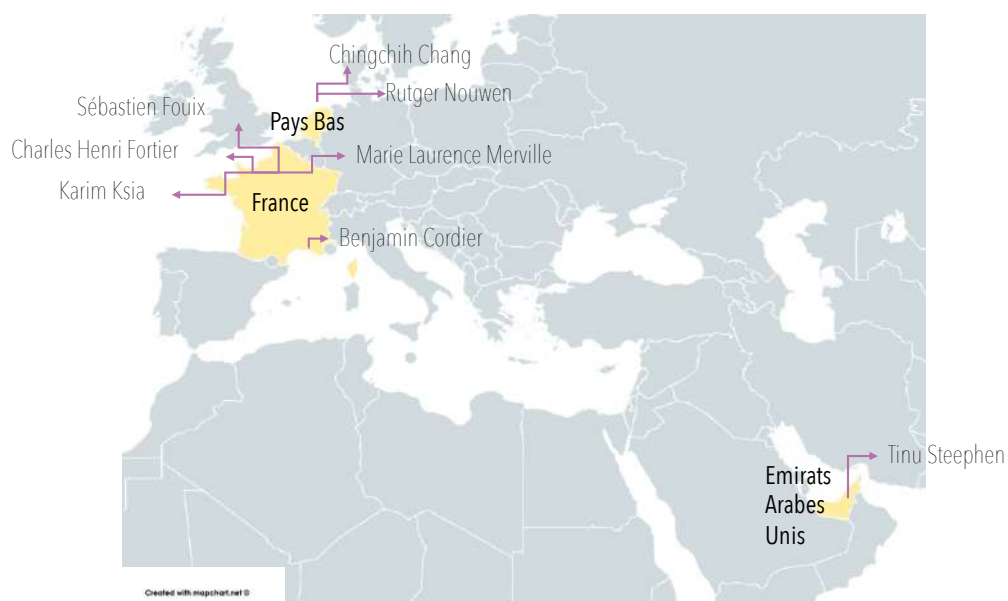 Chingchih Chang
Rutger Nouwen
Sébastien Fouix
Pays Bas
Charles Henri Fortier
Marie Laurence Merville
Karim Ksia
France
Benjamin Cordier
Tinu Steephen
Emirats
Arabes
Unis
Created with mapchart.net ©